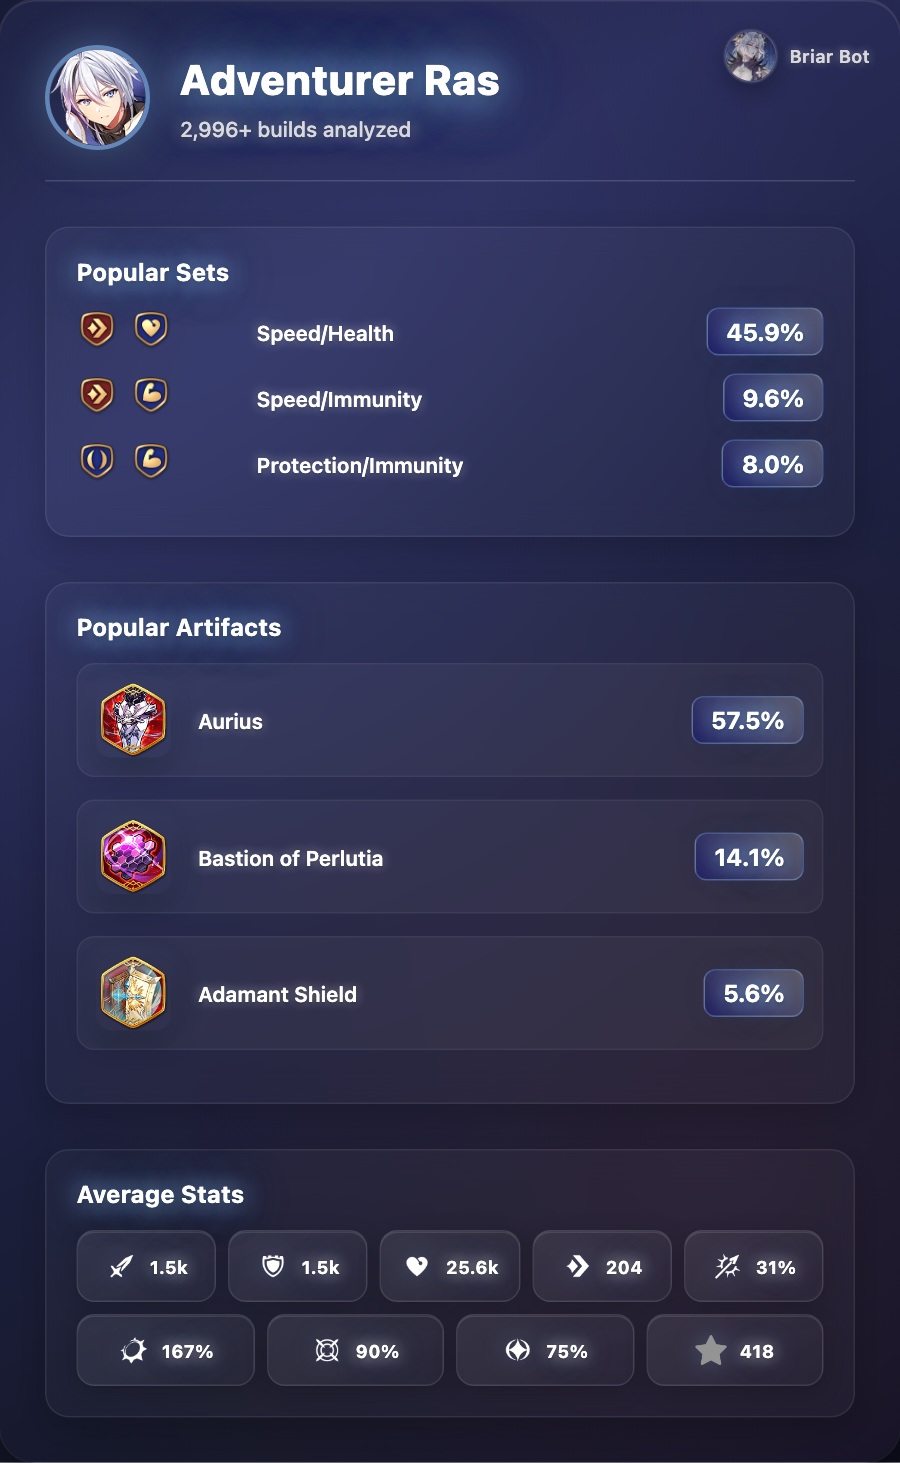 Adventurer Ras
2,996+ builds analyzed
Briar Bot
Popular Sets
Speed/Health 45.9%
Speed/Immunity 9.6%
Protection/Immunity 8.0%
Popular Artifacts
Aurius 57.5%
Bastion of Perlutia 14.1%
Adamant Shield 5.6%
Average Stats
1.5k 1.5k 25.6k 204 31%
167% 90% 75% 418